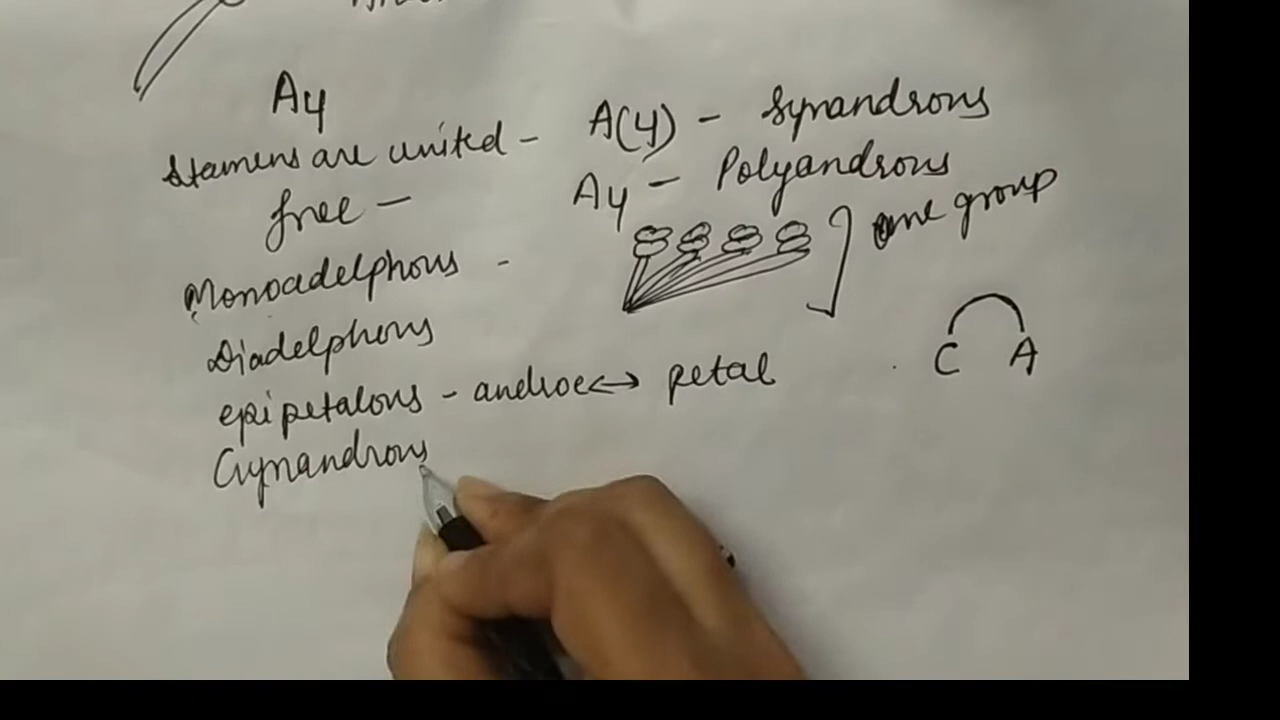 A4
Stamens are united - A(4) - Synandrous
free - A4 - Polyandrous
Monoadelphous - one group
Diadelphous
epipetalous - androe ↔ petal
C A
Gynandrous